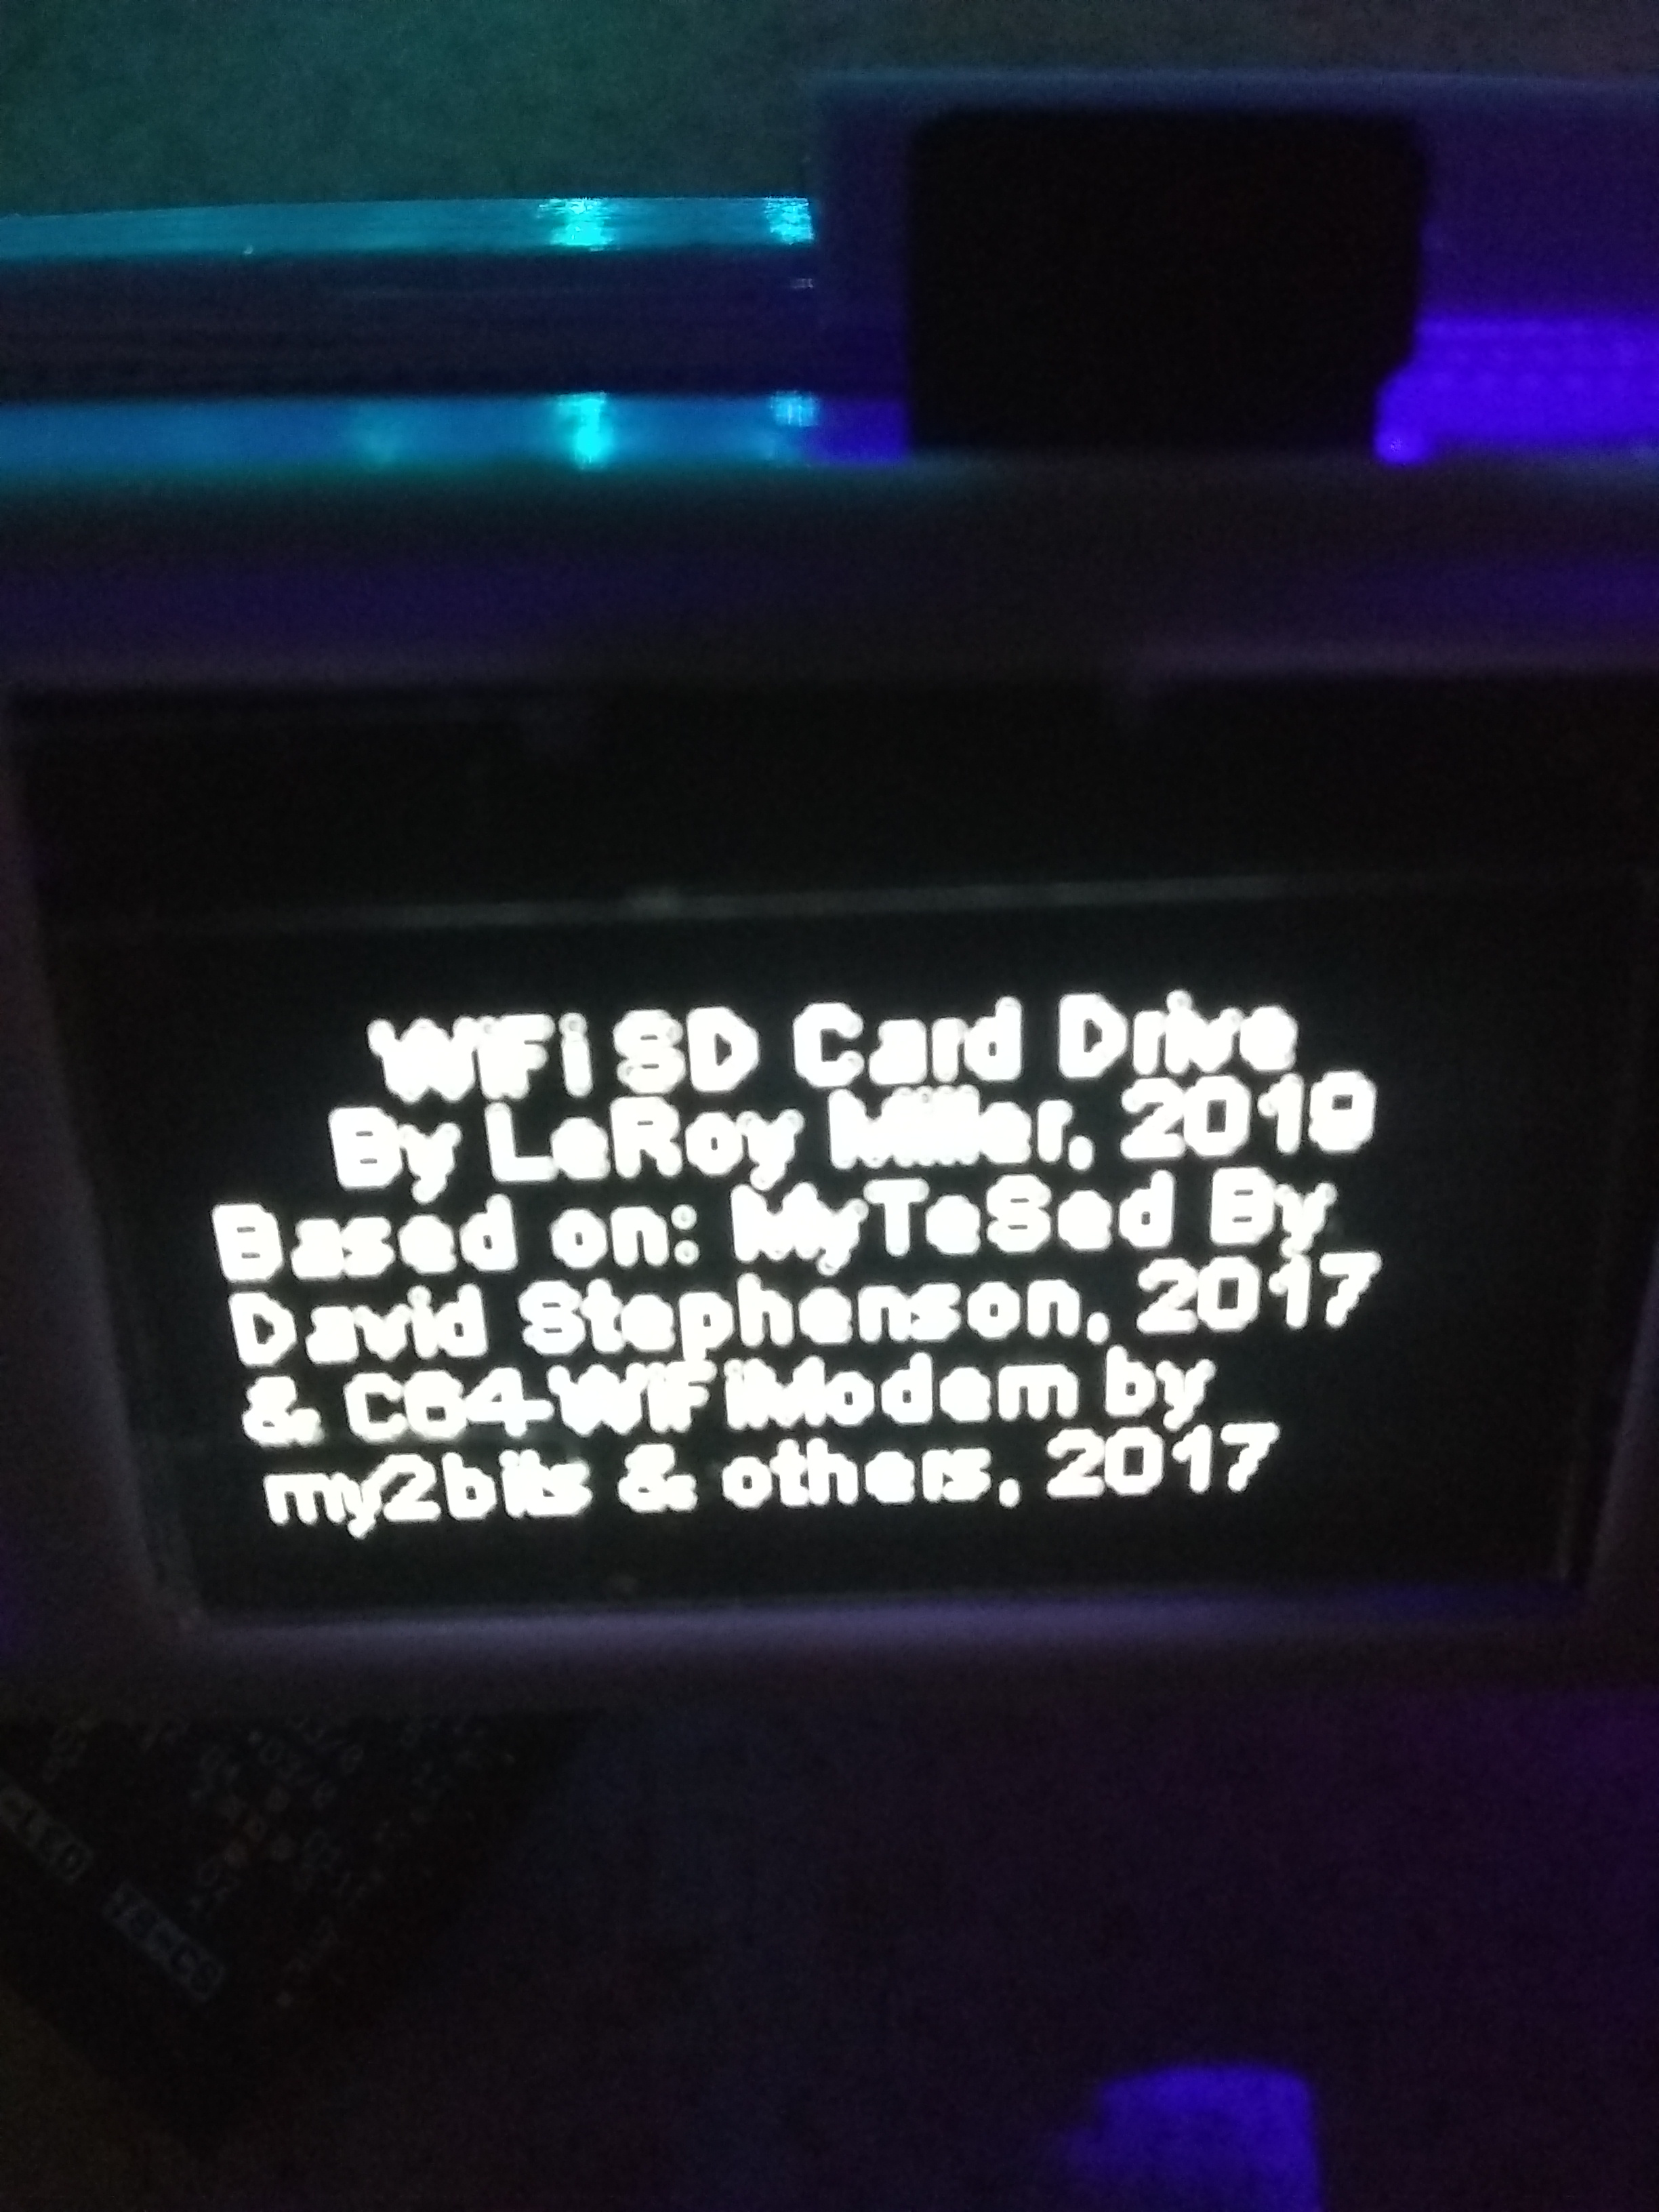 WiFi SD Card Drive
By LeRoy Miller, 2019
Based on: MyTeSed By
David Stephenson, 2017
& C64-WiFiModem by
my2bits & others, 2017